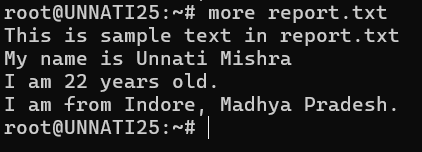 root@UNNATI25:~# more report.txt
This is sample text in report.txt
My name is Unnati Mishra
I am 22 years old.
I am from Indore, Madhya Pradesh.
root@UNNATI25:~#